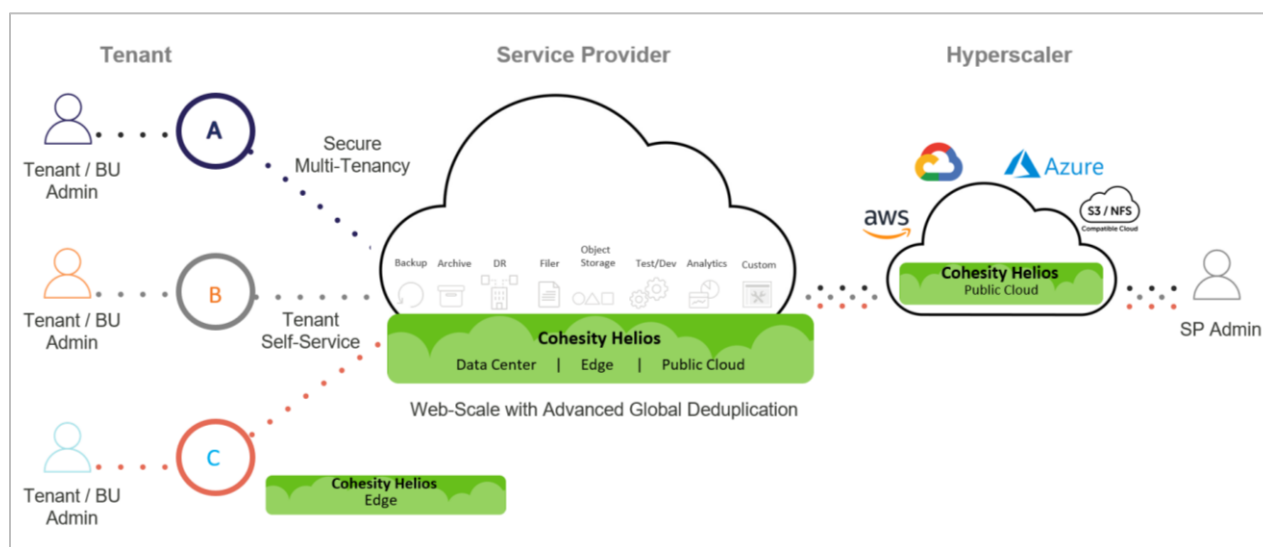 Tenant
Service Provider
Hyperscaler
Tenant / BU
Admin
A
Secure
Multi-Tenancy
Tenant / BU
Admin
B
Tenant
Self-Service
Tenant / BU
Admin
C
Cohesity Helios
Edge
Backup
Archive
DR
Filer
Object
Storage
Test/Dev
Analytics
Custom
Cohesity Helios
Data Center | Edge | Public Cloud
Web-Scale with Advanced Global Deduplication
aws
Azure
S3 / NFS
Compatible Cloud
Cohesity Helios
Public Cloud
SP Admin